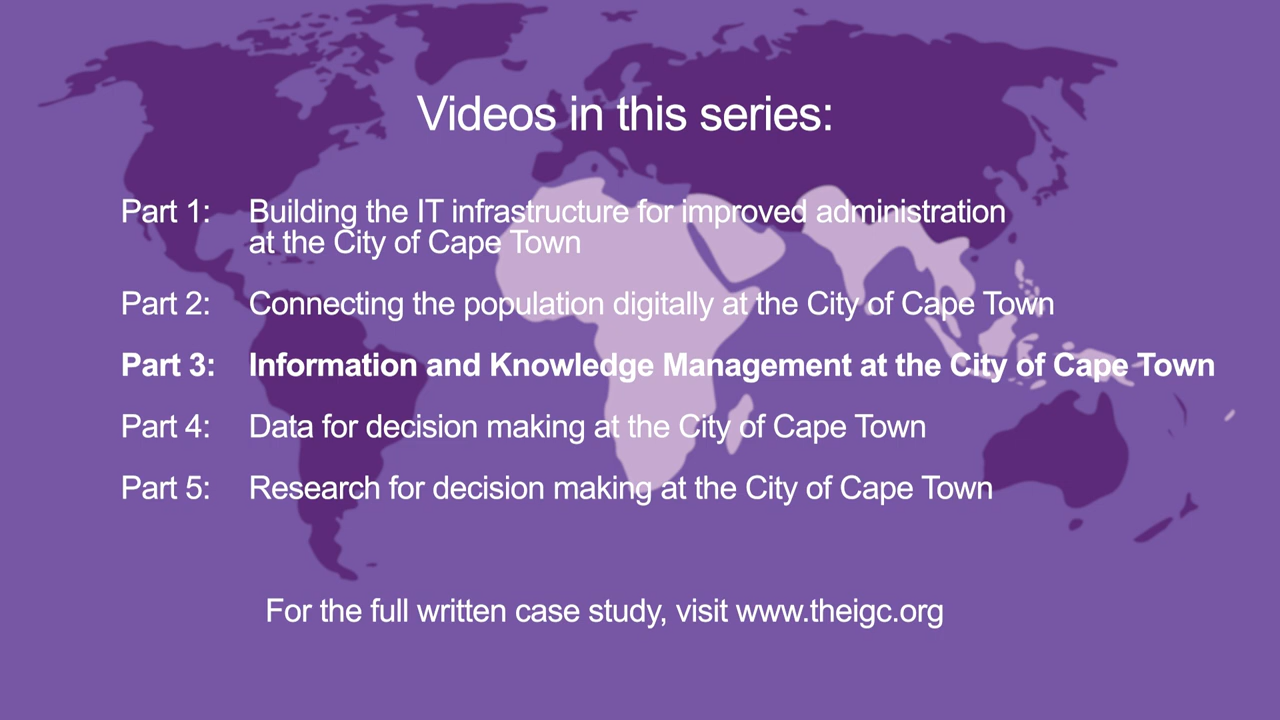 Videos in this series:
Part 1: Building the IT infrastructure for improved administration
at the City of Cape Town
Part 2: Connecting the population digitally at the City of Cape Town
Part 3: Information and Knowledge Management at the City of Cape Town
Part 4: Data for decision making at the City of Cape Town
Part 5: Research for decision making at the City of Cape Town
For the full written case study, visit www.theigc.org